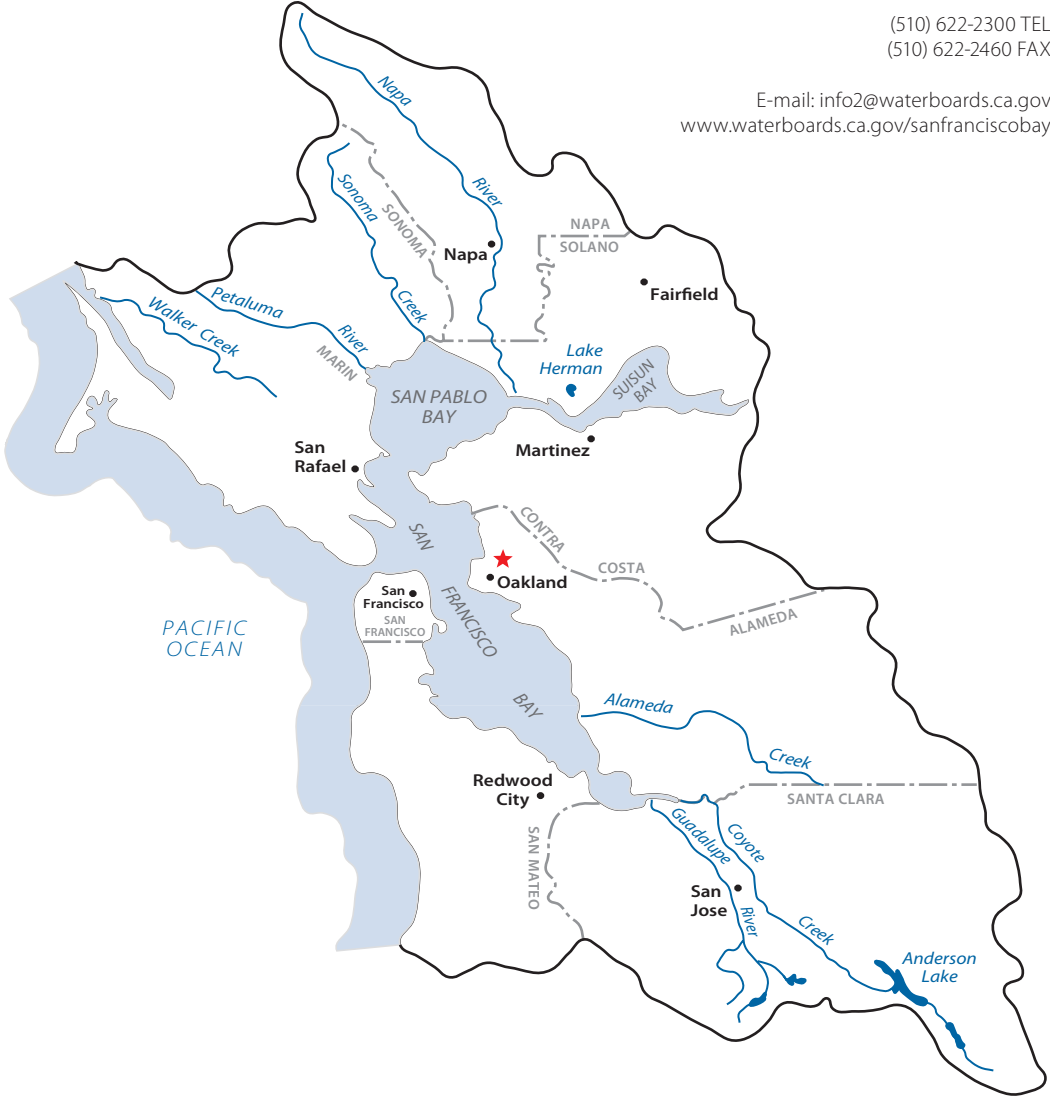 (510) 622-2300 TEL
(510) 622-2460 FAX
E-mail: info2@waterboards.ca.gov
www.waterboards.ca.gov/sanfranciscobay
Napa
River
Sonoma
Creek
SONOMA
Napa
NAPA
SOLANO
Fairfield
Petaluma
River
Walker Creek
MARIN
Lake
Herman
SUISUN
BAY
SAN PABLO
BAY
Martinez
San
Rafael
SAN
FRANCISCO
BAY
CONTRA
COSTA
ALAMEDA
Oakland
San
Francisco
SAN
FRANCISCO
PACIFIC
OCEAN
Alameda
Creek
Redwood
City
SANTA CLARA
SAN MATEO
Guadalupe
River
Coyote
Creek
San
Jose
Anderson
Lake